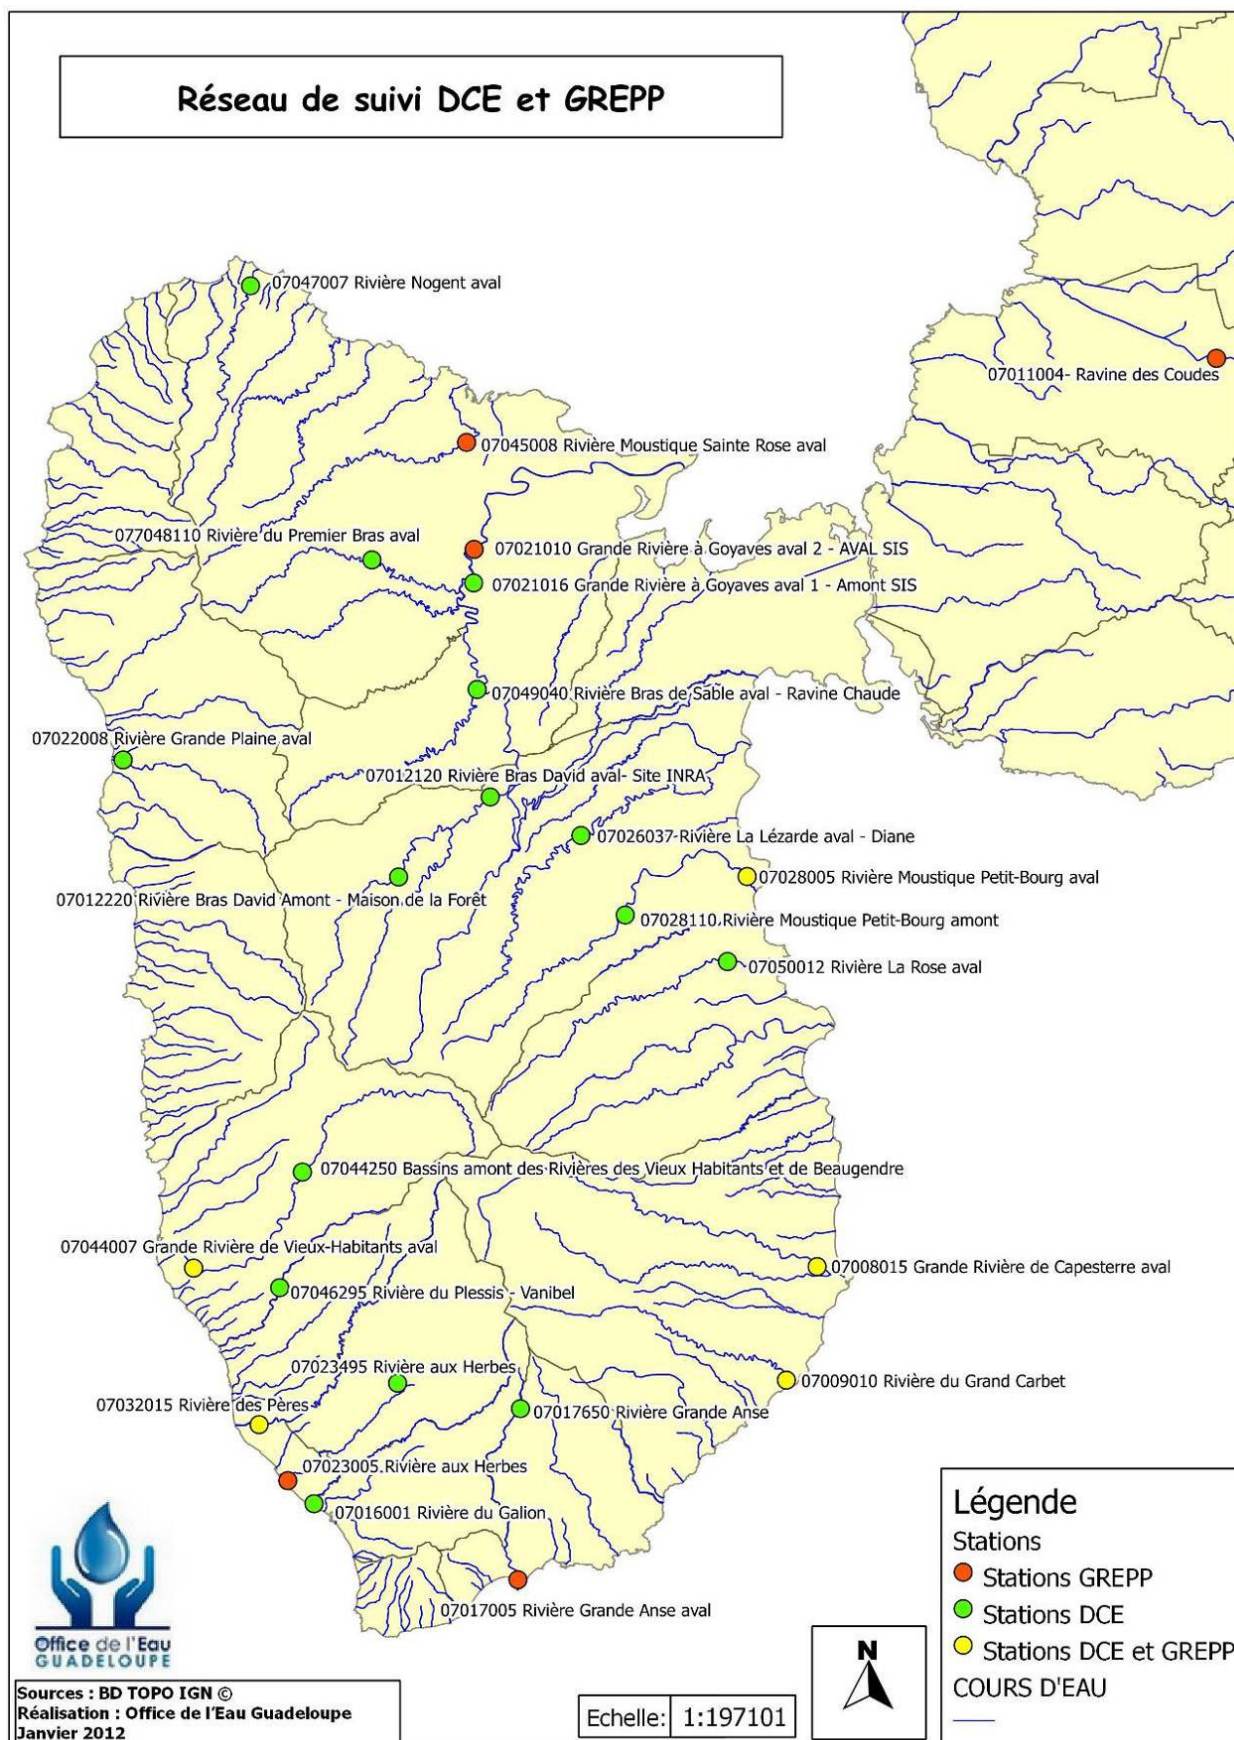 Réseau de suivi DCE et GREPP
07047007 Rivière Nogent aval
07011004- Ravine des Coudes
07045008 Rivière Moustique Sainte Rose aval
077048110 Rivière du Premier Bras aval
07021010 Grande Rivière à Goyaves aval 2 - AVAL SIS
07021016 Grande Rivière à Goyaves aval 1 - Amont SIS
07049040 Rivière Bras de Sable aval - Ravine Chaude
07022008 Rivière Grande Plaine aval
07012120 Rivière Bras David aval- Site INRA
07026037 Rivière La Lézarde aval - Diane
07028005 Rivière Moustique Petit-Bourg aval
07012220 Rivière Bras David Amont - Maison de la Forêt
07028110 Rivière Moustique Petit-Bourg amont
07050012 Rivière La Rose aval
07044250 Bassins amont des Rivières des Vieux Habitants et de Beaugendre
07044007 Grande Rivière de Vieux-Habitants aval
07008015 Grande Rivière de Capesterre aval
07046295 Rivière du Plessis - Vanibel
07023495 Rivière aux Herbes
07009010 Rivière du Grand Carbet
07032015 Rivière des Pères
07017650 Rivière Grande Anse
07023005 Rivière aux Herbes
07016001 Rivière du Galion
07017005 Rivière Grande Anse aval
Légende
Stations
Stations GREPP
Stations DCE
Stations DCE et GREPP
COURS D'EAU
Office de l'Eau
GUADELOUPE
N
Sources : BD TOPO IGN ©
Réalisation : Office de l'Eau Guadeloupe
Janvier 2012
Echelle: 1:197101